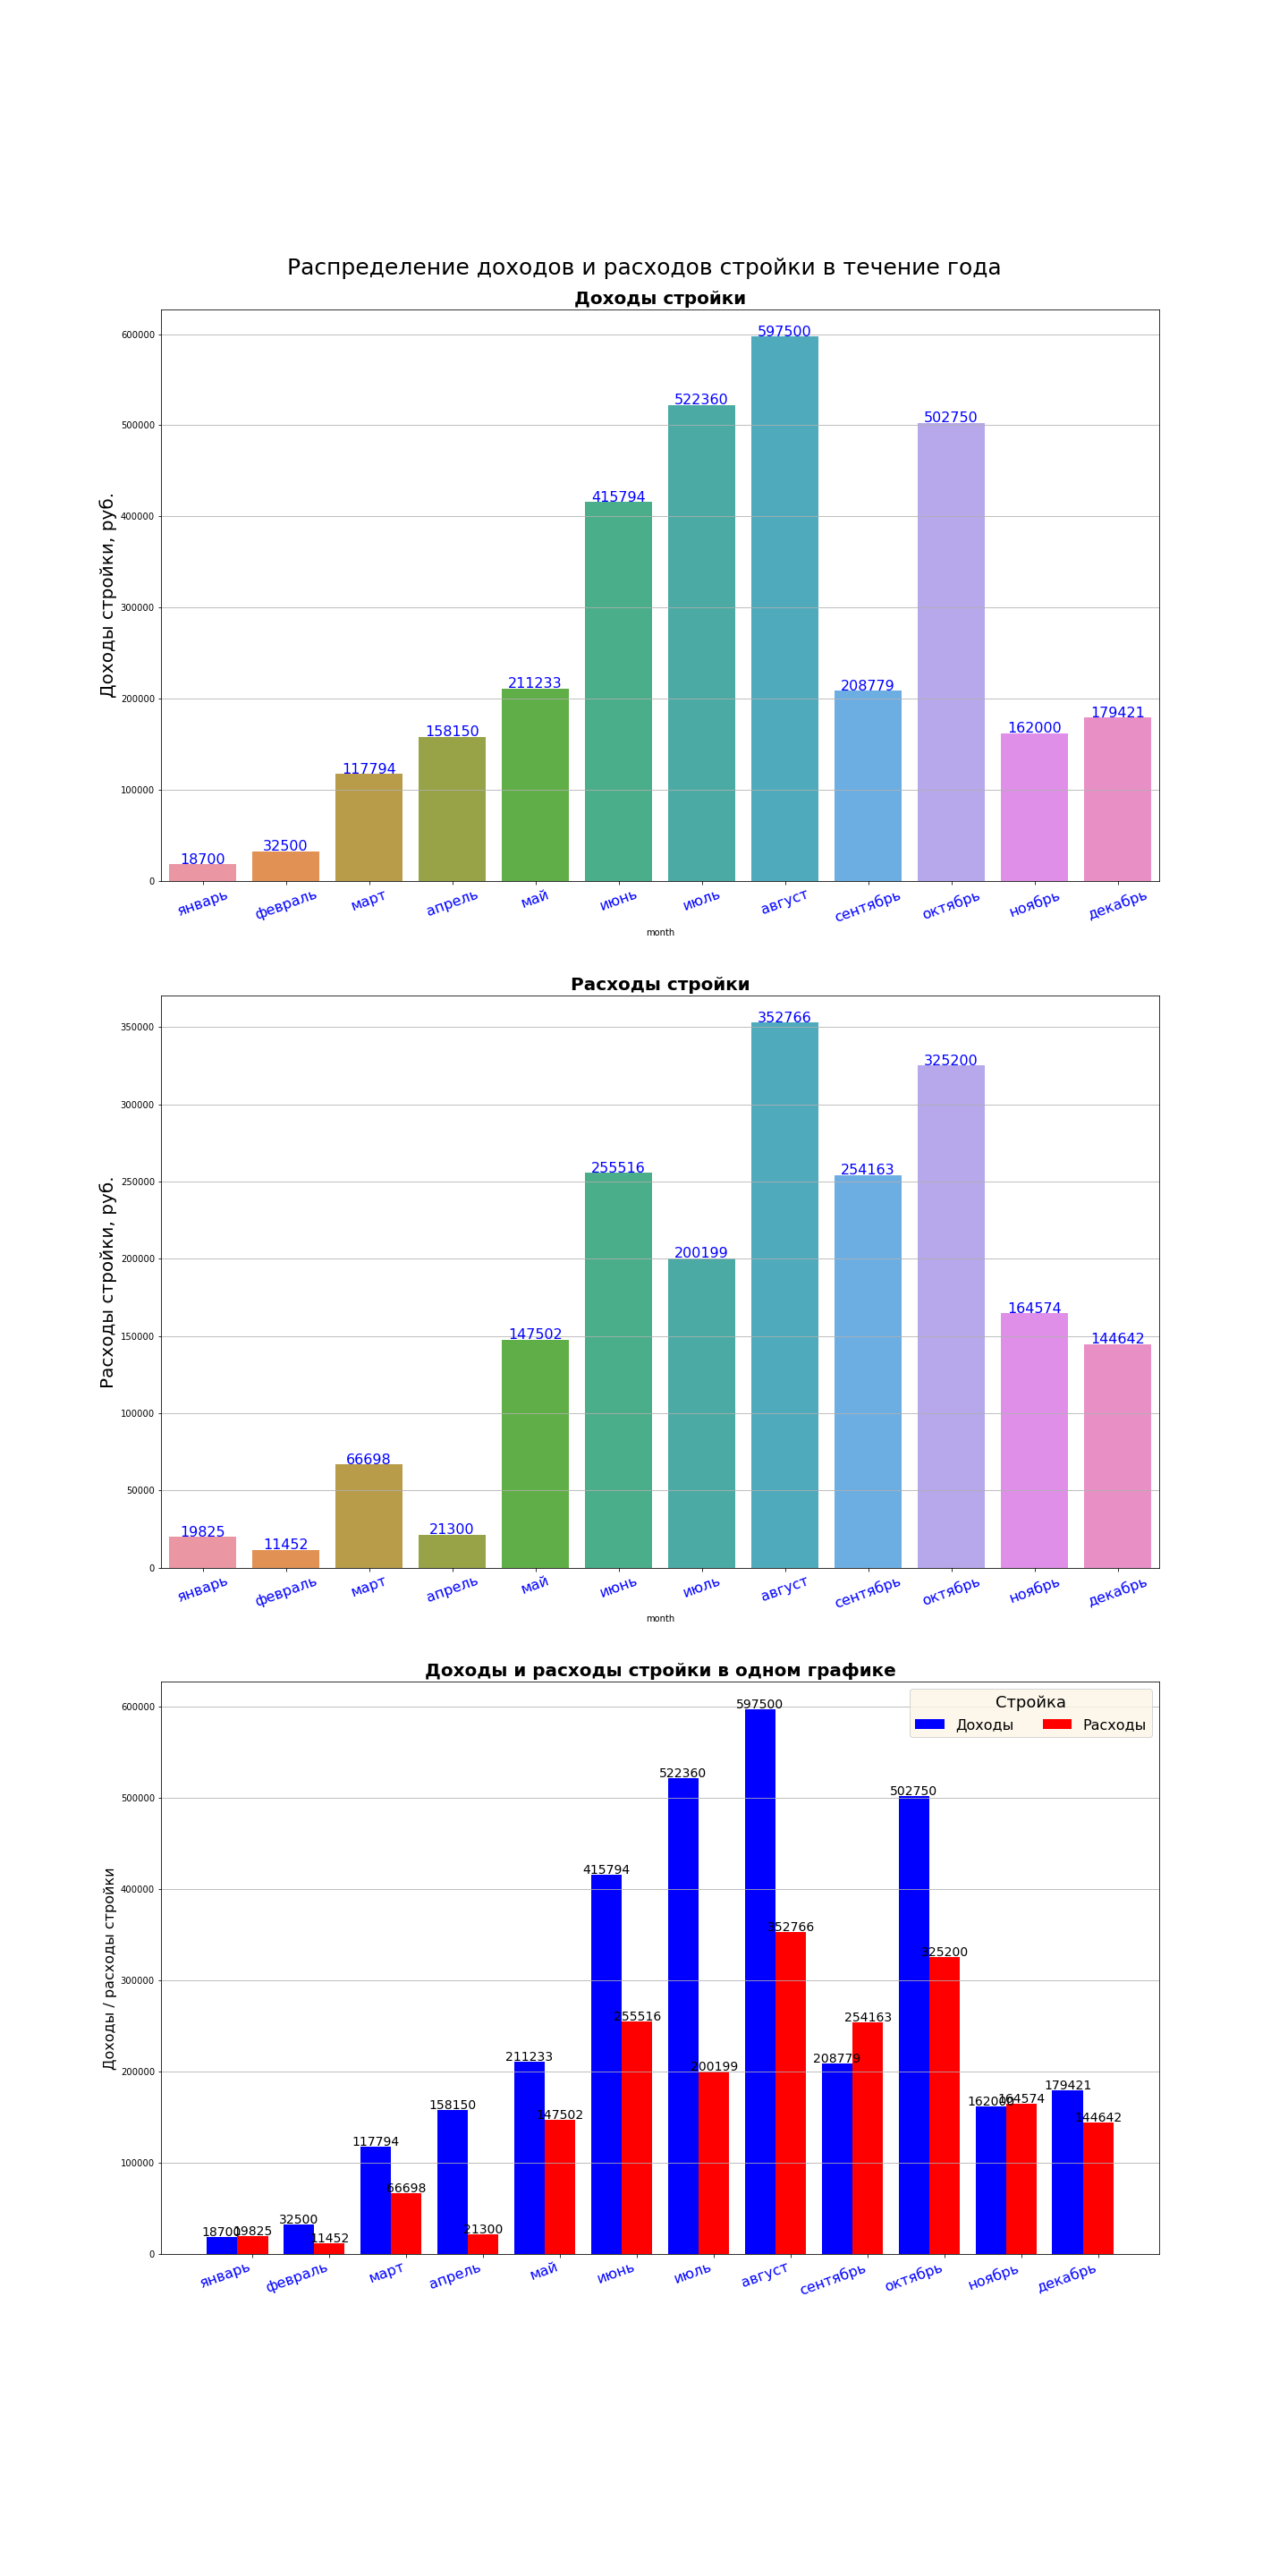 Распределение доходов и расходов стройки в течение года
Доходы стройки
Доходы стройки, руб.
600000
500000
400000
300000
200000
100000
0
18700
32500
117794
158150
211233
415794
522360
597500
208779
502750
162000
179421
январь
февраль
март
апрель
май
июнь
июль
август
сентябрь
октябрь
ноябрь
декабрь
month
Расходы стройки
Расходы стройки, руб.
350000
300000
250000
200000
150000
100000
50000
0
19825
11452
66698
21300
147502
255516
200199
352766
254163
325200
164574
144642
январь
февраль
март
апрель
май
июнь
июль
август
сентябрь
октябрь
ноябрь
декабрь
month
Доходы и расходы стройки в одном графике
Доходы / расходы стройки
Стройка
Доходы
Расходы
600000
500000
400000
300000
200000
100000
0
18700
19825
32500
11452
117794
66698
158150
21300
211233
147502
415794
255516
522360
200199
597500
352766
208779
254163
502750
325200
162000
164574
179421
144642
январь
февраль
март
апрель
май
июнь
июль
август
сентябрь
октябрь
ноябрь
декабрь